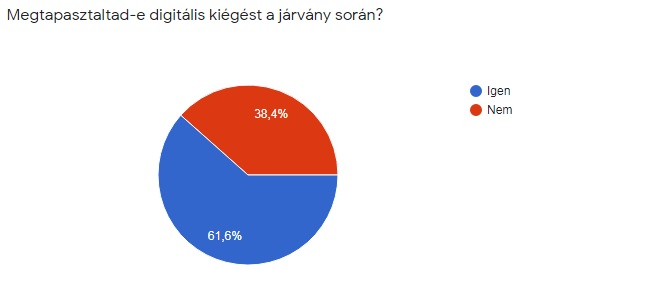 Megtapasztaltad-e digitális kiégést a járvány során?
Igen
Nem
38,4%
61,6%